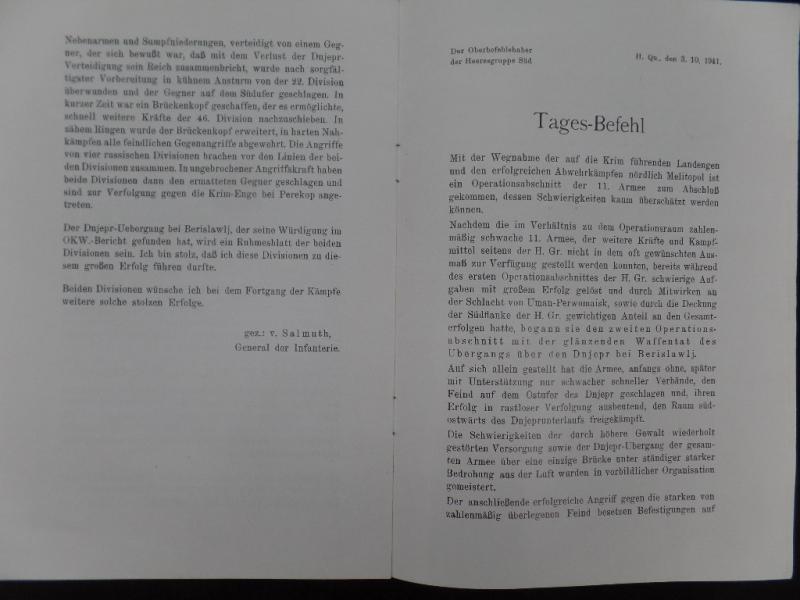 Nebenarmen und Sumpfniederungen, verteidigt von einem Geg-
ner, der sich bewußt war, daß mit dem Verlust der Dnjepr-
Verteidigung sein Reich zusammenbricht, wurde nach sorgfäl-
tigster Vorbereitung in kühnem Ansturm von der 22. Division
überwunden und der Gegner auf dem Südufer geschlagen. In
kurzer Zeit war ein Brückenkopf geschaffen, der es ermöglichte,
schnell weitere Kräfte der 46. Division nachzuschieben. In
zähem Ringen wurde der Brückenkopf erweitert, in harten Nah-
kämpfen alle feindlichen Gegenangriffe abgewehrt. Die Angriffe
von vier russischen Divisionen brachen vor den Linien der bei-
den Divisionen zusammen. In ungebrochener Angriffskraft haben
beide Divisionen dann den ermatteten Gegner geschlagen und
sind zur Verfolgung gegen die Krim-Enge bei Perekop ange-
treten.
Der Dnjepr-Uebergang bei Berislawlj, der seine Würdigung im
OKW.-Bericht gefunden hat, wird ein Ruhmesblatt der beiden
Divisionen sein. Ich bin stolz, daß ich diese Divisionen zu die-
sem großen Erfolg führen durfte.
Beiden Divisionen wünsche ich bei dem Fortgang der Kämpfe
weitere solche stolzen Erfolge.
gez.: v. Salmuth,
General der Infanterie.
Der Oberbefehlshaber
der Heeresgruppe Süd
H. Qu., den 3. 10. 1941.
Tages-Befehl
Mit der Wegnahme der auf die Krim führenden Landengen
und den erfolgreichen Abwehrkämpfen nördlich Melitopol ist
ein Operationsabschnitt der 11. Armee zum Abschluß
gekommen, dessen Schwierigkeiten kaum überschätzt werden
können.
Nachdem die im Verhältnis zu dem Operationsraum zahlen-
mäßig schwache 11. Armee, der weitere Kräfte und Kampf-
mittel seitens der H. Gr. nicht in dem oft gewünschten Aus-
maß zur Verfügung gestellt werden konnten, bereits während
des ersten Operationsabschnittes der H. Gr. schwierige Auf-
gaben mit großem Erfolg gelöst und durch Mitwirken an
der Schlacht von Uman-Perwomaisk, sowie durch die Deckung
der Südflanke der H. Gr. gewichtigen Anteil an den Gesamt-
erfolgen hatte, begann sie den zweiten Operations-
abschnitt mit der glänzenden Waffentat des
Übergangs über den Dnjepr bei Berislawlj.
Auf sich allein gestellt hat die Armee, anfangs ohne, später
mit Unterstützung nur schwacher schneller Verbände, den
Feind auf dem Ostufer des Dnjepr geschlagen und, ihren
Erfolg in rastloser Verfolgung ausbeutend, den Raum süd-
ostwärts des Dnjeprunterlaufs freigekämpft.
Die Schwierigkeiten der durch höhere Gewalt wiederholt
gestörten Versorgung sowie der Dnjepr-Übergang der gesam-
ten Armee über eine einzige Brücke unter ständiger starker
Bedrohung aus der Luft wurden in vorbildlicher Organisation
gemeistert.
Der anschließende erfolgreiche Angriff gegen die starken von
zahlenmäßig überlegenen Feind besetzen Befestigungen auf